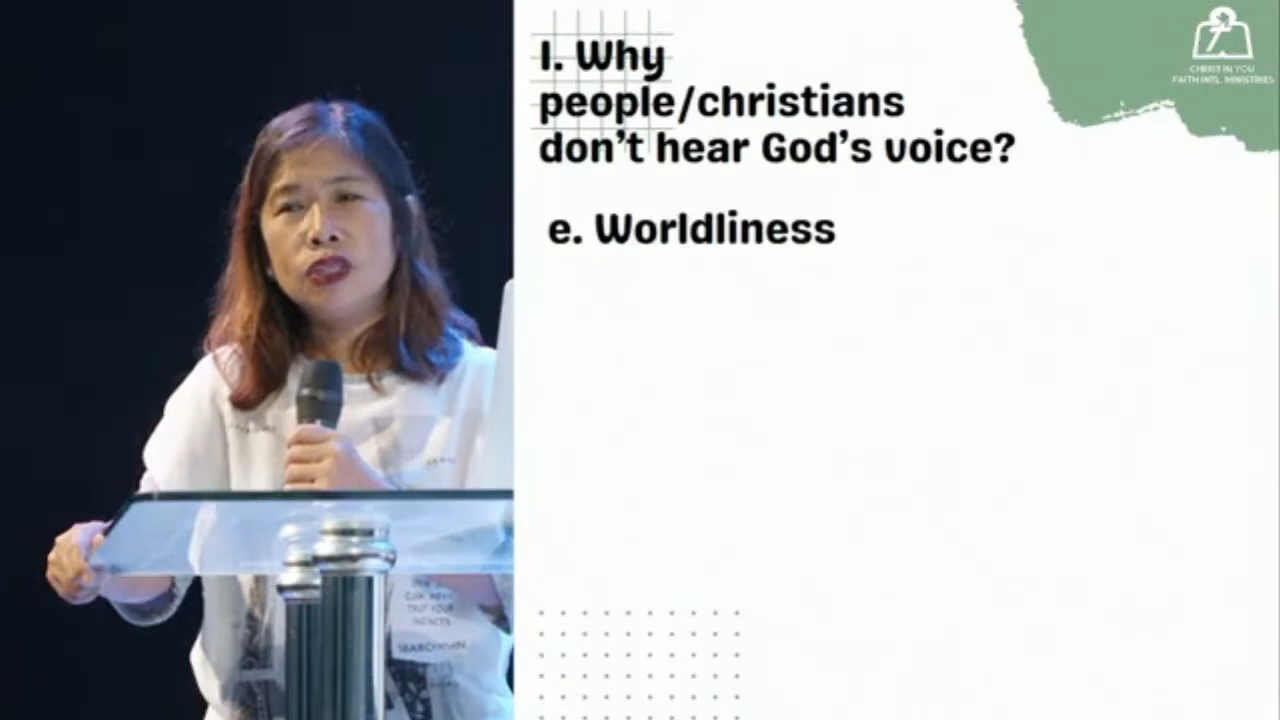 I. Why
people/christians
don't hear God's voice?
e. Worldliness
CHRIST IN YOU
FAITH INTL. MINISTRIES